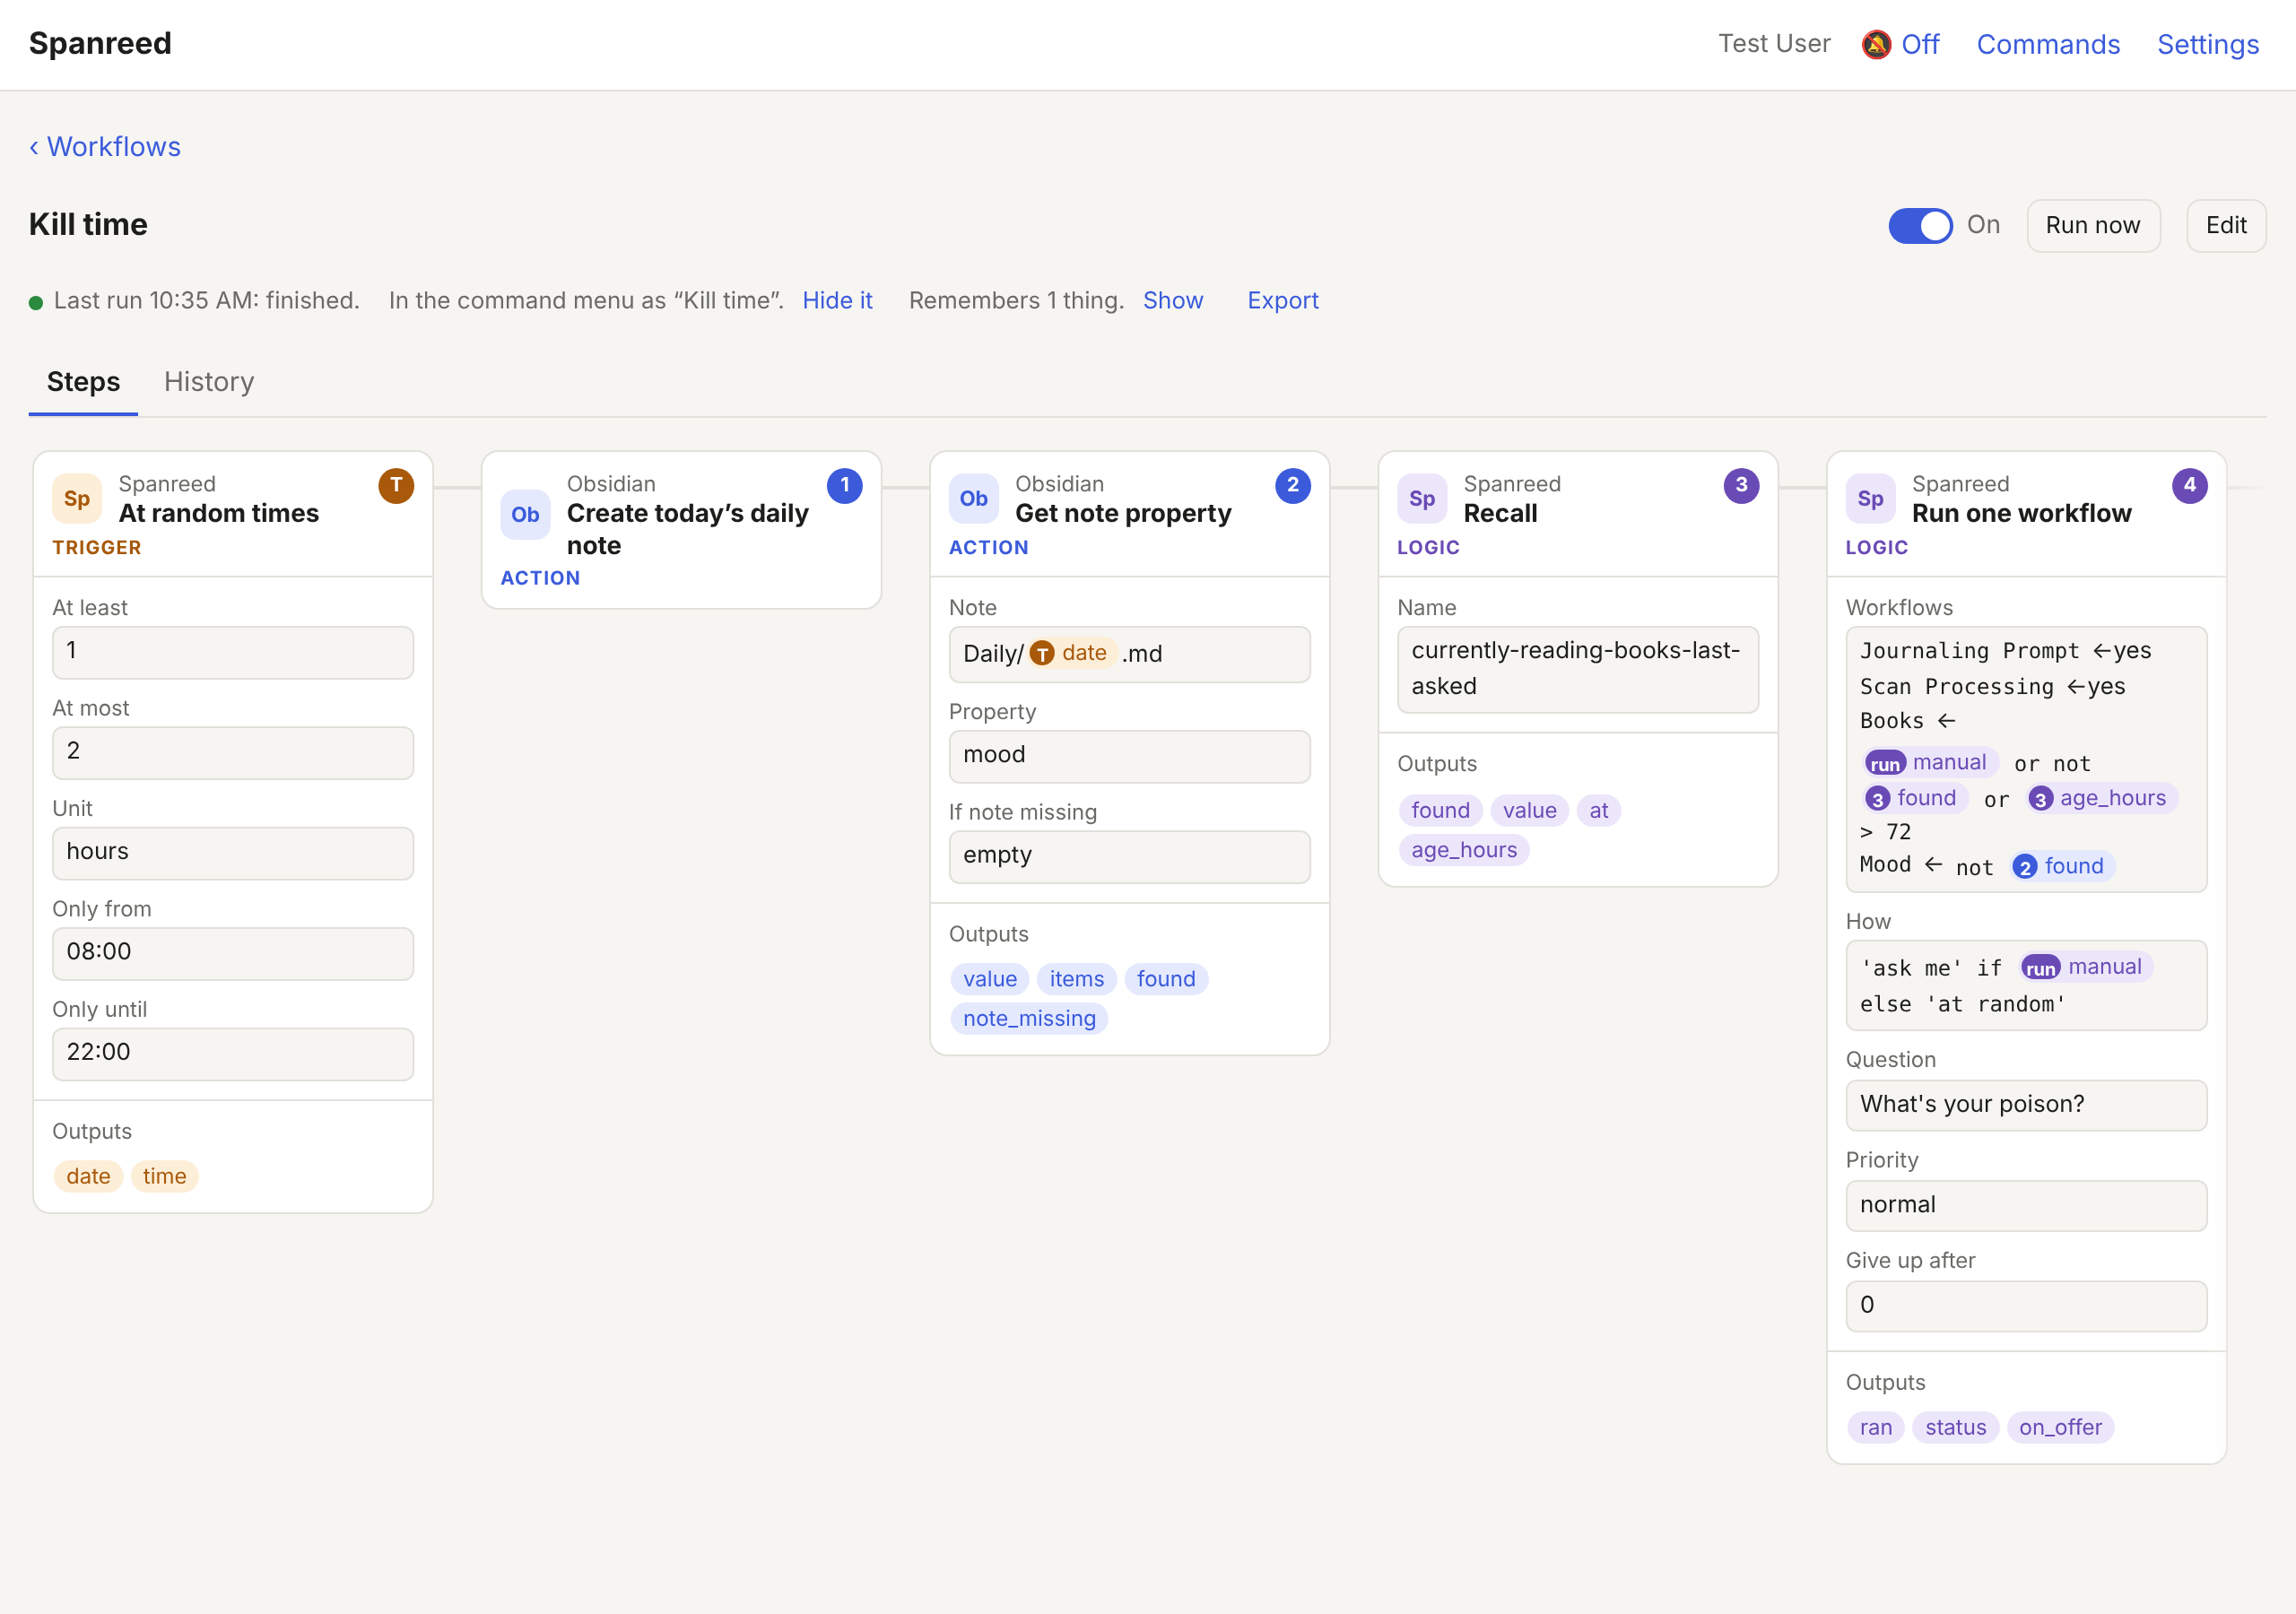 Spanreed
Test User
🔕 Off
Commands
Settings
‹ Workflows
Kill time
On
Run now
Edit
Last run 10:35 AM: finished.
In the command menu as “Kill time”.
Hide it
Remembers 1 thing.
Show
Export
Steps
History
Sp
Spanreed
At random times
T
TRIGGER
At least
1
At most
2
Unit
hours
Only from
08:00
Only until
22:00
Outputs
date time
Ob
Obsidian
Create today’s daily
note
1
ACTION
Ob
Obsidian
Get note property
2
ACTION
Note
Daily/ T date .md
Property
mood
If note missing
empty
Outputs
value items found
note_missing
Sp
Spanreed
Recall
3
LOGIC
Name
currently-reading-books-last-
asked
Outputs
found value at
age_hours
Sp
Spanreed
Run one workflow
4
LOGIC
Workflows
Journaling Prompt ←yes
Scan Processing ←yes
Books ←
run manual or not
3 found or 3 age_hours
> 72
Mood ← not 2 found
How
'ask me' if run manual
else 'at random'
Question
What's your poison?
Priority
normal
Give up after
0
Outputs
ran status on_offer